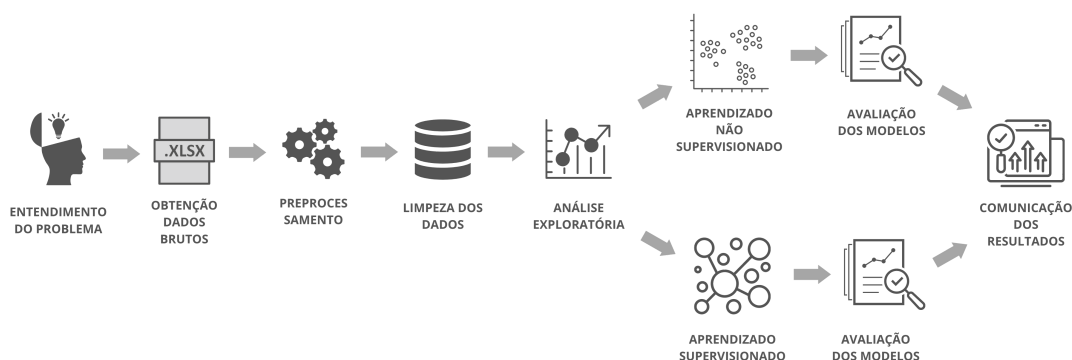 ENTENDIMENTO
DO PROBLEMA
.XLSX
OBTENÇÃO
DADOS
BRUTOS
PREPROCES
SAMENTO
LIMPEZA DOS
DADOS
ANÁLISE
EXPLORATÓRIA
APRENDIZADO
NÃO
SUPERVISIONADO
AVALIAÇÃO
DOS MODELOS
APRENDIZADO
SUPERVISIONADO
AVALIAÇÃO
DOS MODELOS
COMUNICAÇÃO
DOS
RESULTADOS